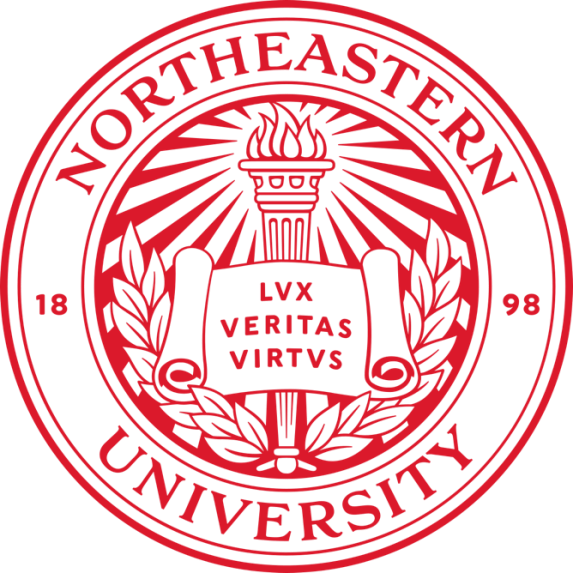 NORTHEASTERN
18 98
LVX
VERITAS
VIRTVS
UNIVERSITY